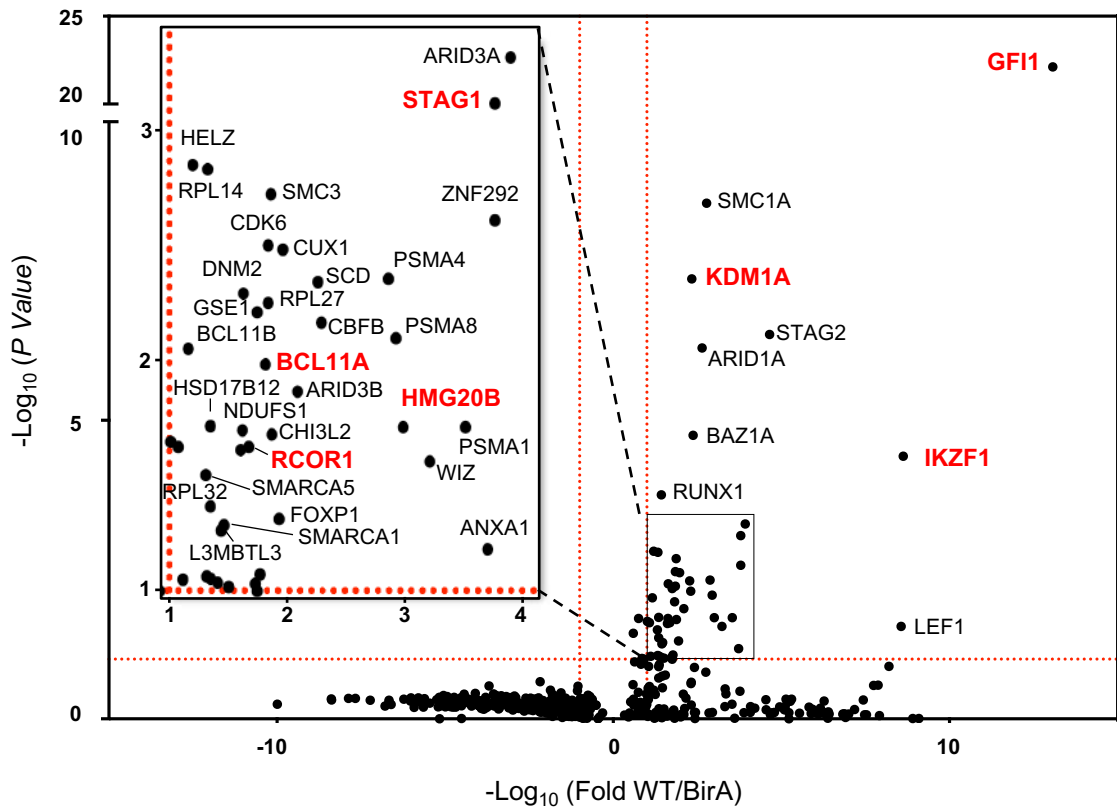 25
20
10
5
0
-Log10 (P Value)
-10
0
10
-Log10 (Fold WT/BirA)
GFI1
SMC1A
KDM1A
STAG2
ARID1A
BAZ1A
IKZF1
RUNX1
LEF1
3
2
1
1
2
3
4
ARID3A
STAG1
HELZ
RPL14
SMC3
ZNF292
CDK6
CUX1
DNM2
SCD
PSMA4
GSE1
RPL27
CBFB
PSMA8
BCL11B
BCL11A
HSD17B12
ARID3B
HMG20B
NDUFS1
CHI3L2
PSMA1
RCOR1
WIZ
RPL32
SMARCA5
FOXP1
SMARCA1
ANXA1
L3MBTL3